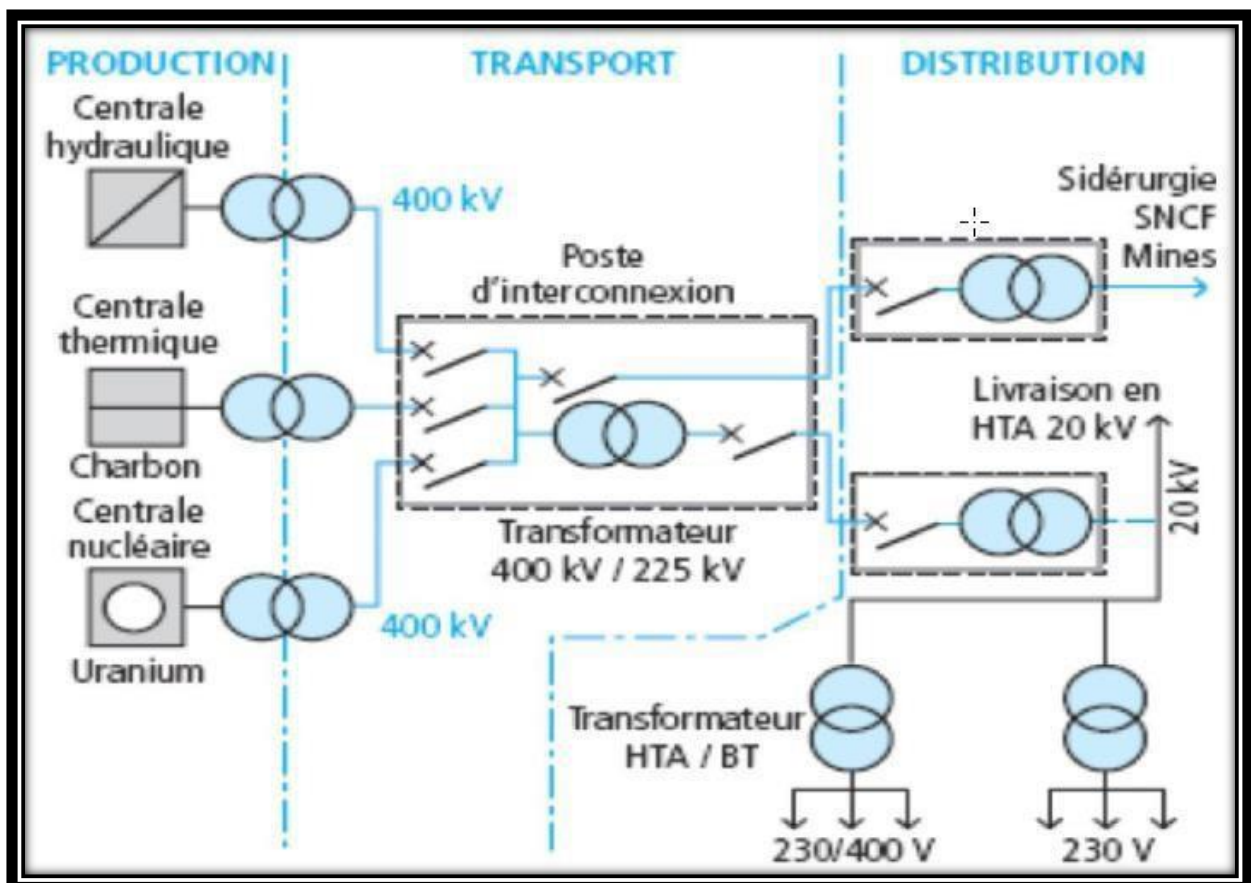 PRODUCTION
TRANSPORT
DISTRIBUTION
Centrale
hydraulique
400 kV
Sidérurgie
SNCF
Mines
Poste
d'interconnexion
Centrale
thermique
Charbon
Livraison en
HTA 20 kV
20 kV
Centrale
nucléaire
Uranium
Transformateur
400 kV / 225 kV
400 kV
Transformateur
HTA / BT
230/400 V
230 V